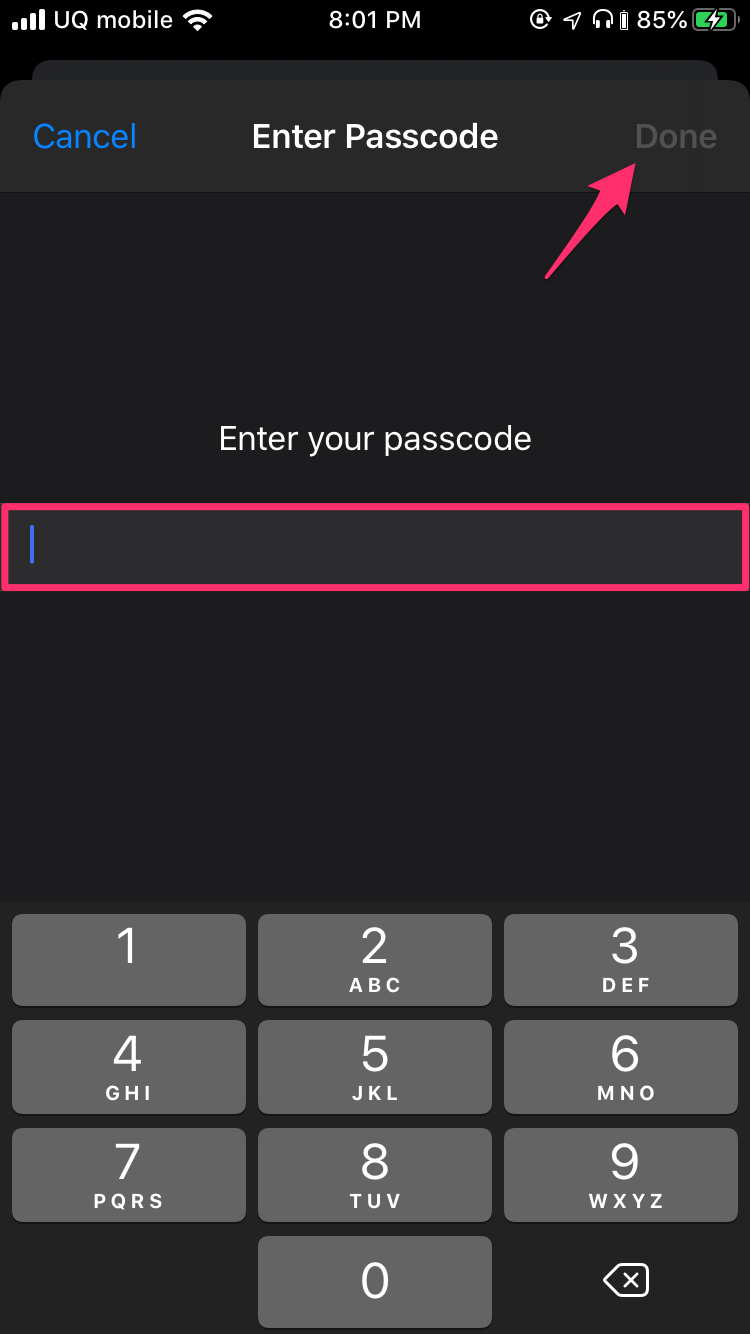 UQ mobile 8:01 PM 85%
Cancel Enter Passcode Done
Enter your passcode
1 2 3
ABC DEF
4 5 6
GHI JKL MNO
7 8 9
PQRS TUV WXYZ
0